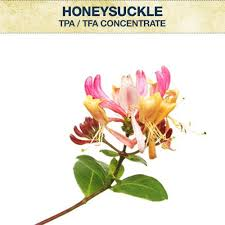 HONEYSUCKLE
TPA / TFA CONCENTRATE